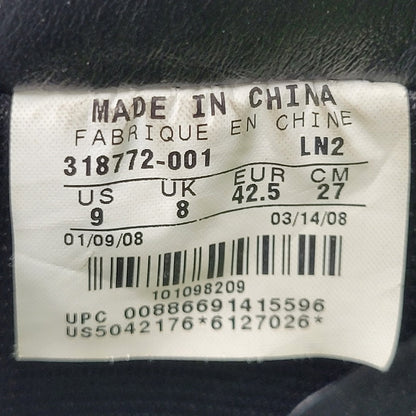 MADE IN CHINA
FABRIQUE EN CHINE
318772-001 LN2
US UK EUR CM
9 8 42.5 27
01/09/08 03/14/08
101098209
UPC 00886691415596
US5042176*6127026*